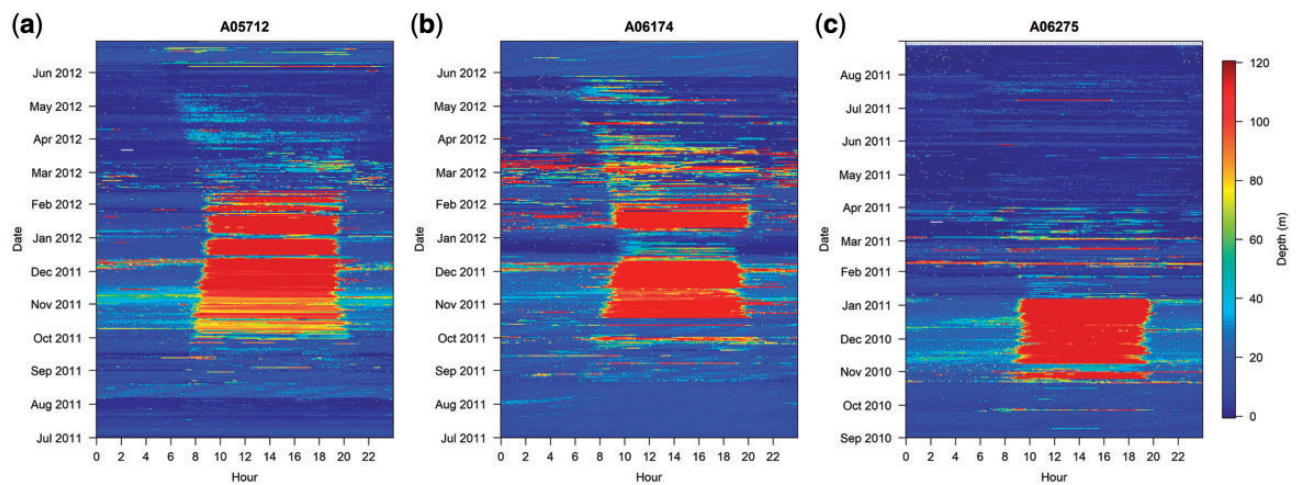 (a) A05712
Jun 2012
May 2012
Apr 2012
Mar 2012
Feb 2012
Jan 2012
Dec 2011
Nov 2011
Oct 2011
Sep 2011
Aug 2011
Jul 2011
Date
0 2 4 6 8 10 12 14 16 18 20 22
Hour
(b) A06174
Jun 2012
May 2012
Apr 2012
Mar 2012
Feb 2012
Jan 2012
Dec 2011
Nov 2011
Oct 2011
Sep 2011
Aug 2011
Jul 2011
Date
0 2 4 6 8 10 12 14 16 18 20 22
Hour
(c) A06275
Aug 2011
Jul 2011
Jun 2011
May 2011
Apr 2011
Mar 2011
Feb 2011
Jan 2011
Dec 2010
Nov 2010
Oct 2010
Sep 2010
Date
0 2 4 6 8 10 12 14 16 18 20 22
Hour
120
100
80
60
40
20
0
Depth (m)